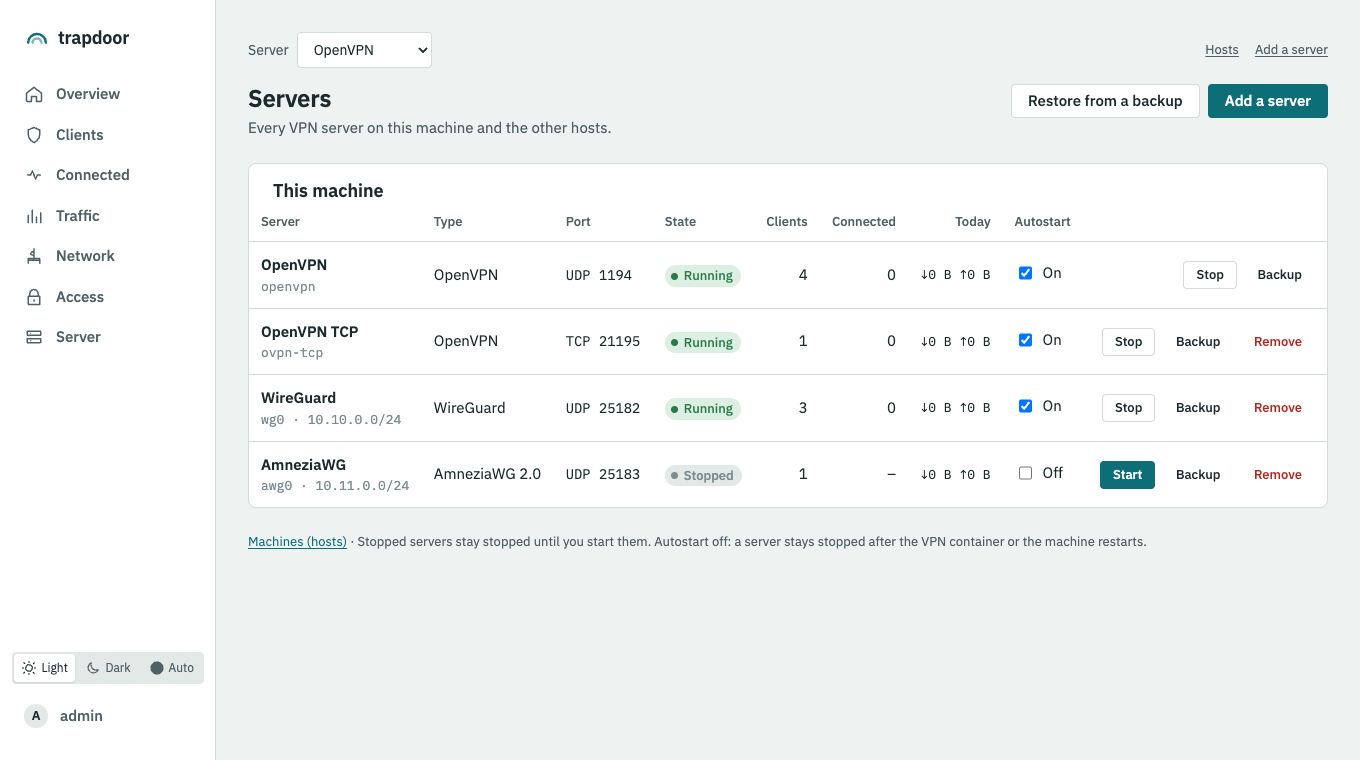 trapdoor
Overview
Clients
Connected
Traffic
Network
Access
Server
Light Dark Auto
A admin
Server OpenVPN Hosts Add a server
Servers Restore from a backup Add a server
Every VPN server on this machine and the other hosts.
This machine
Server Type Port State Clients Connected Today Autostart
OpenVPN
openvpn
OpenVPN UDP 1194 Running 4 0 ↓0 B ↑0 B On Stop Backup
OpenVPN TCP
ovpn-tcp
OpenVPN TCP 21195 Running 1 0 ↓0 B ↑0 B On Stop Backup Remove
WireGuard
wg0 · 10.10.0.0/24
WireGuard UDP 25182 Running 3 0 ↓0 B ↑0 B On Stop Backup Remove
AmneziaWG
awg0 · 10.11.0.0/24
AmneziaWG 2.0 UDP 25183 Stopped 1 – ↓0 B ↑0 B Off Start Backup Remove
Machines (hosts) · Stopped servers stay stopped until you start them. Autostart off: a server stays stopped after the VPN container or the machine restarts.